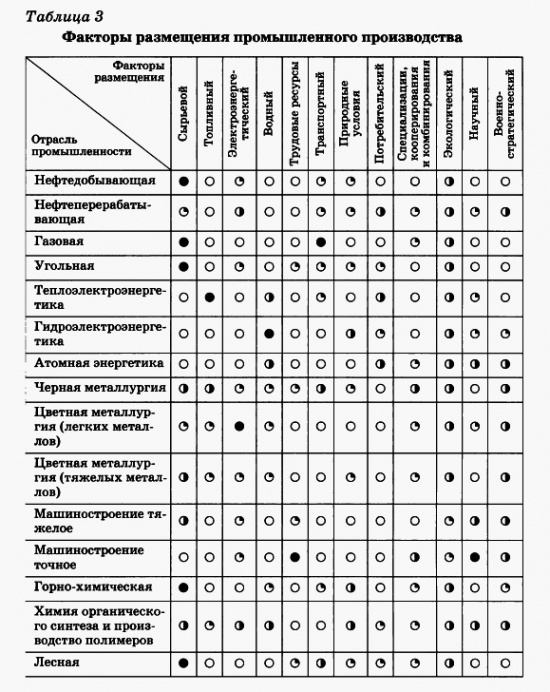 Таблица 3
Факторы размещения промышленного производства
Факторы
размещения
Отрасль
промышленности
Сырьевой
Топливный
Электроэнерге-
тический
Водный
Трудовые ресурсы
Транспортный
Природные
условия
Потребительский
Специализации,
кооперирования
и комбинирования
Экологический
Научный
Военно-
стратегический
Нефтедобывающая
Нефтеперерабаты-
вающая
Газовая
Угольная
Теплоэлектроэнерге-
тика
Гидроэлектроэнерге-
тика
Атомная энергетика
Черная металлургия
Цветная металлур-
гия (легких метал-
лов)
Цветная металлур-
гия (тяжелых метал-
лов)
Машиностроение тя-
желое
Машиностроение
точное
Горно-химическая
Химия органическо-
го синтеза и произ-
водство полимеров
Лесная